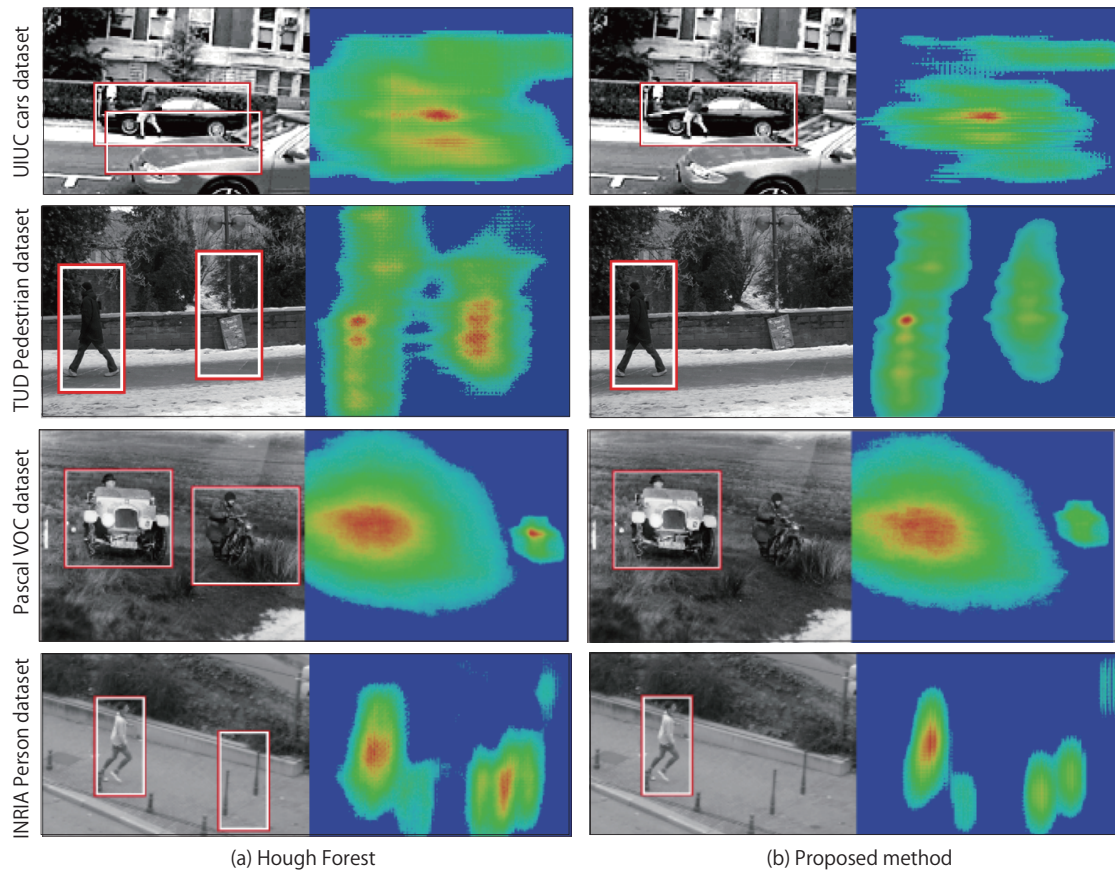 UIUC cars dataset
TUD Pedestrian dataset
Pascal VOC dataset
INRIA Person dataset
(a) Hough Forest
(b) Proposed method